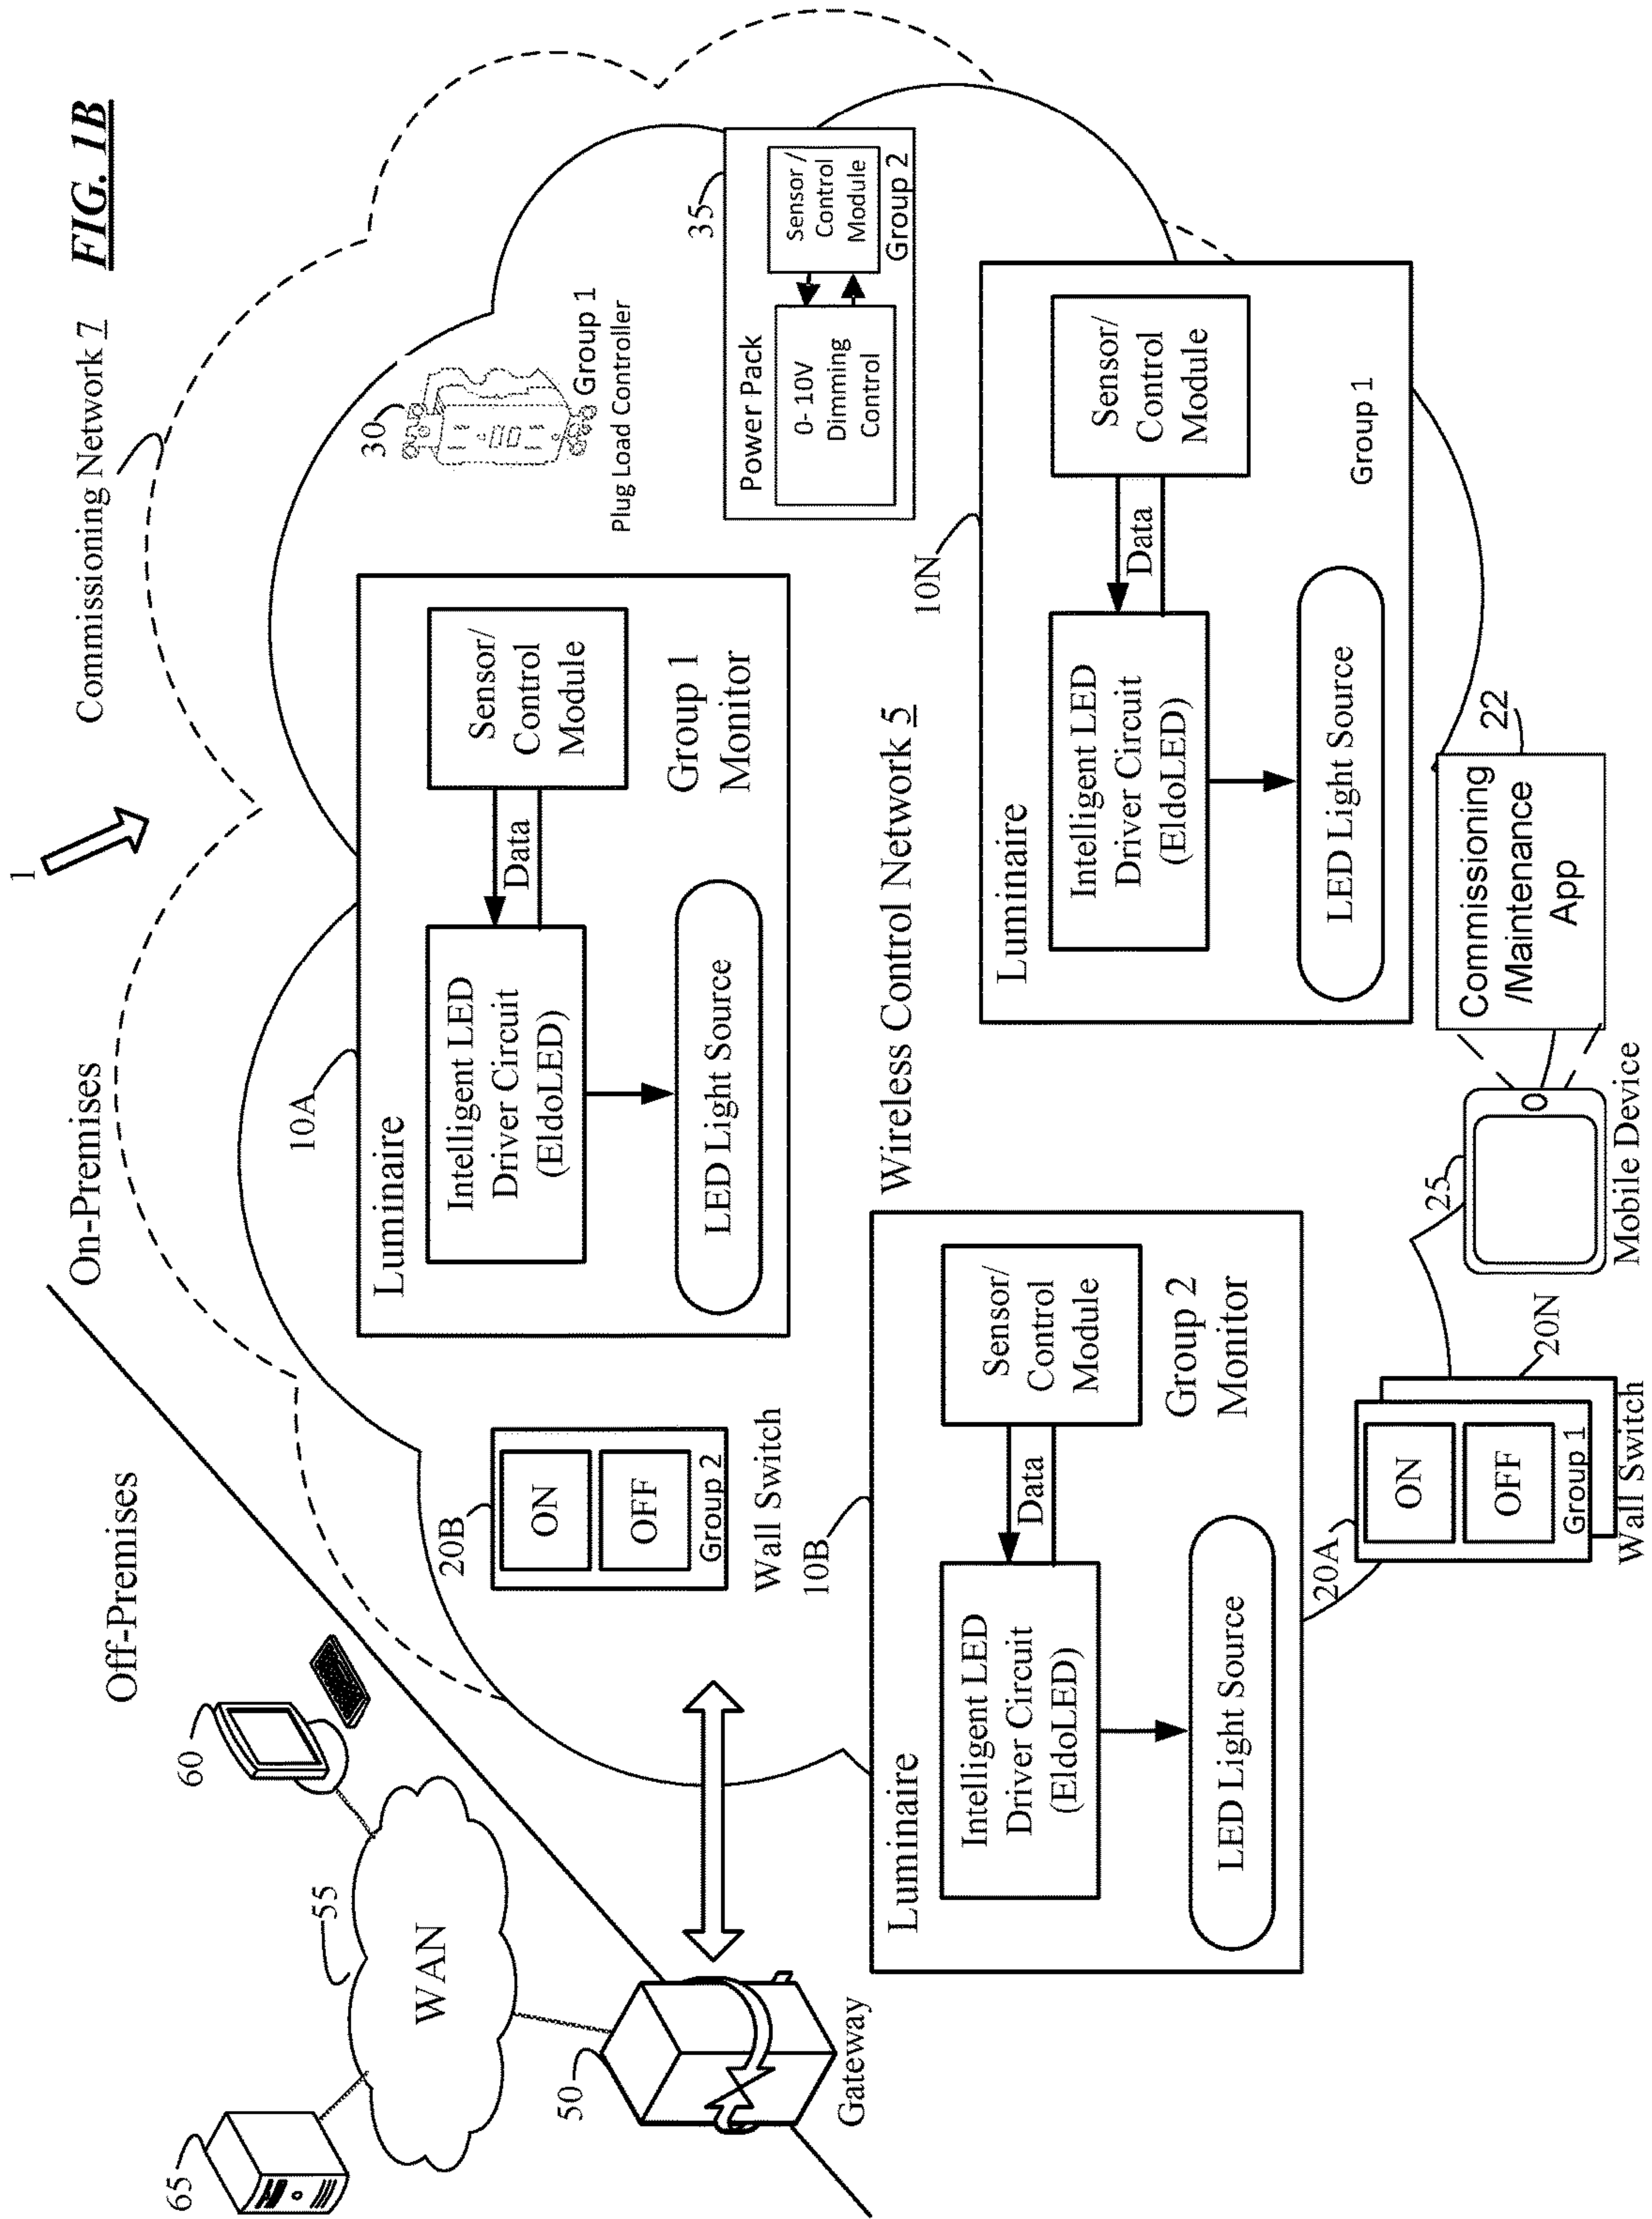 FIG. 1B
1
Commissioning Network 7
On-Premises
Off-Premises
60
65
55
WAN
50
Gateway
30
Group 1
Plug Load Controller
35
Power Pack
0- 10V
Dimming
Control
Sensor /
Control
Module
Group 2
10A
Luminaire
Intelligent LED
Driver Circuit
(EldoLED)
Data
Sensor/
Control
Module
Group 1
Monitor
LED Light Source
20B
ON
OFF
Group 2
Wall Switch
Wireless Control Network 5
10B
Luminaire
Intelligent LED
Driver Circuit
(EldoLED)
Data
Sensor/
Control
Module
Group 2
Monitor
LED Light Source
10N
Luminaire
Intelligent LED
Driver Circuit
(EldoLED)
Data
Sensor/
Control
Module
Group 1
LED Light Source
20A
ON
OFF
Group 1
20N
Wall Switch
25
Mobile Device
22
Commissioning
/Maintenance
App